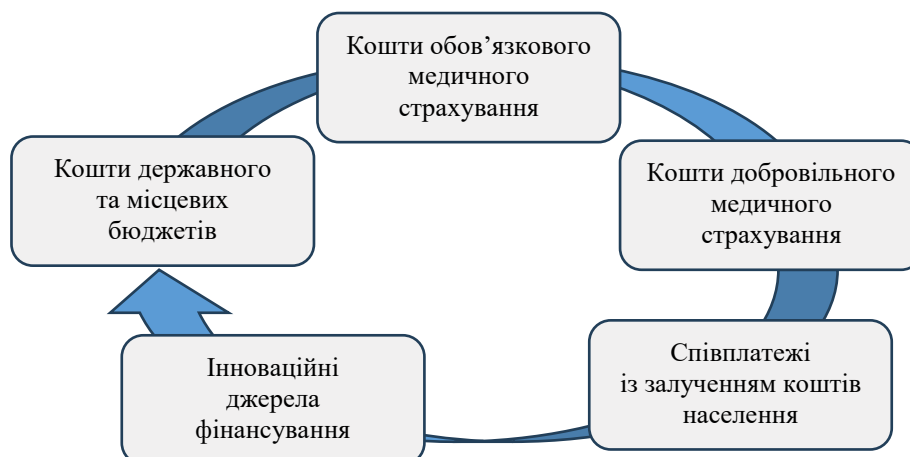 Кошти обов’язкового
медичного
страхування
Кошти державного
та місцевих
бюджетів
Кошти добровільного
медичного
страхування
Інноваційні
джерела
фінансування
Співплатежі
із залученням коштів
населення